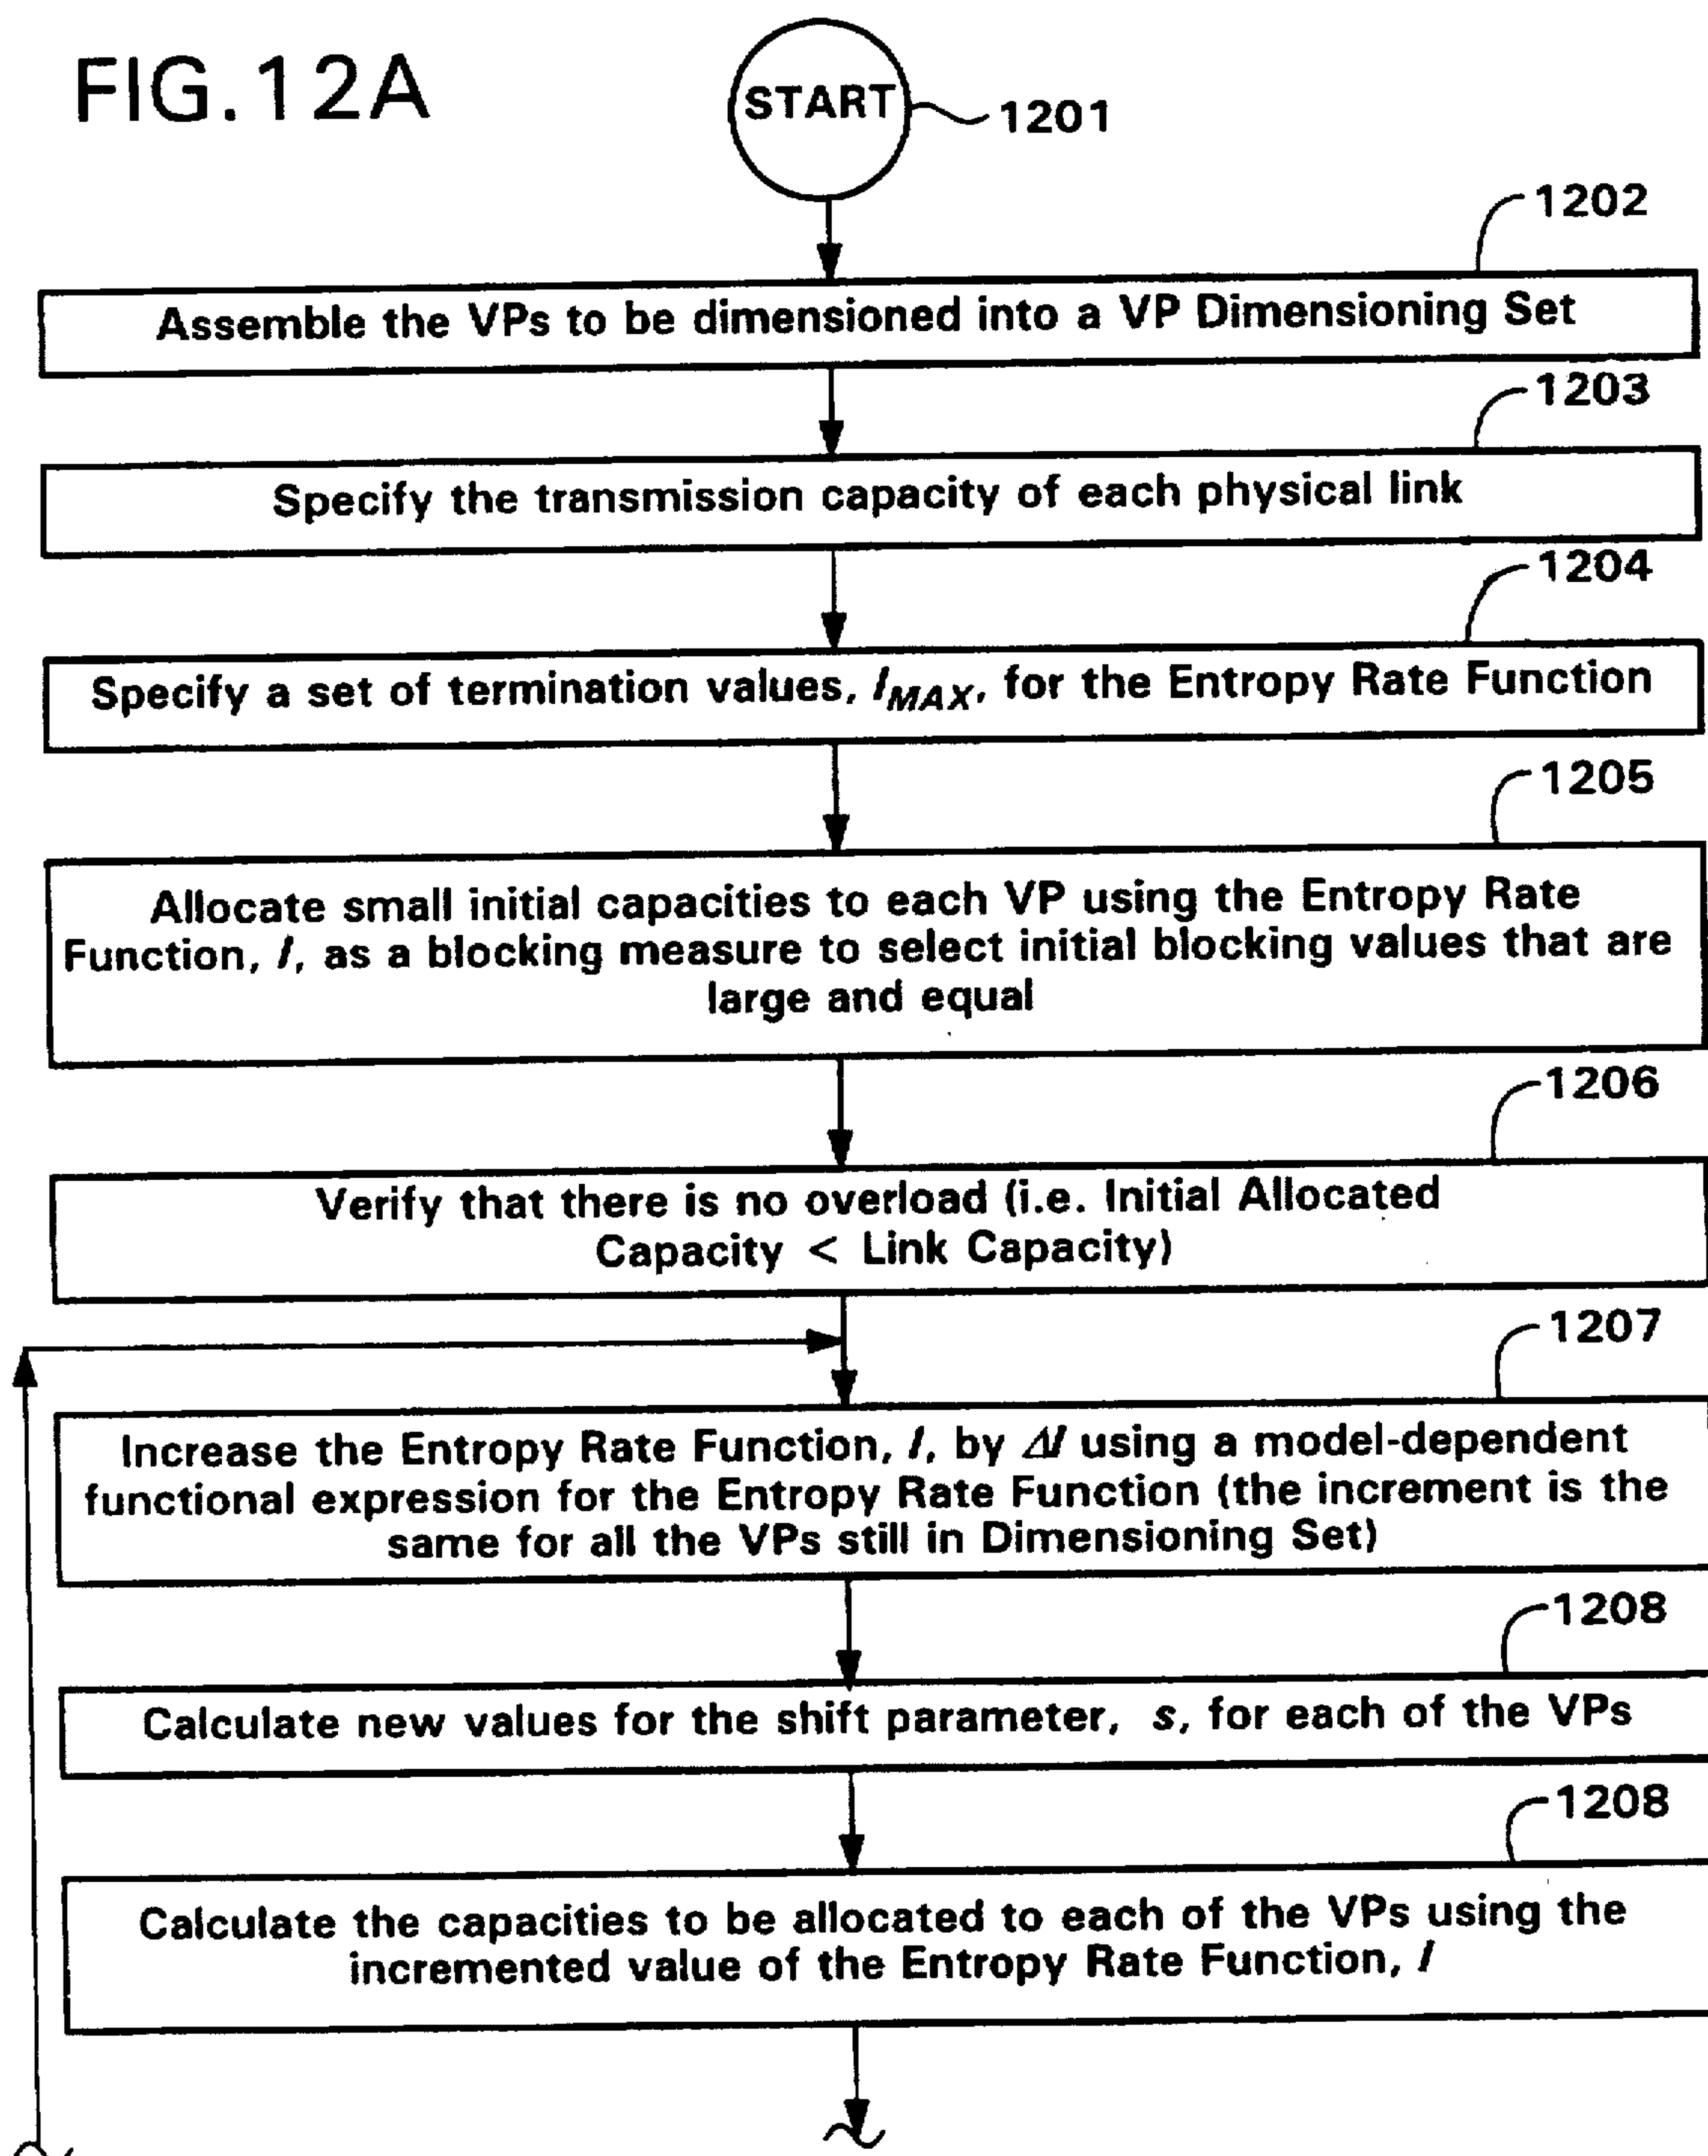 FIG.12A
START
1201
1202
Assemble the VPs to be dimensioned into a VP Dimensioning Set
1203
Specify the transmission capacity of each physical link
1204
Specify a set of termination values, I_MAX, for the Entropy Rate Function
1205
Allocate small initial capacities to each VP using the Entropy Rate
Function, I, as a blocking measure to select initial blocking values that are
large and equal
1206
Verify that there is no overload (i.e. Initial Allocated
Capacity < Link Capacity)
1207
Increase the Entropy Rate Function, I, by ΔI using a model-dependent
functional expression for the Entropy Rate Function (the increment is the
same for all the VPs still in Dimensioning Set)
1208
Calculate new values for the shift parameter, s, for each of the VPs
1208
Calculate the capacities to be allocated to each of the VPs using the
incremented value of the Entropy Rate Function, I